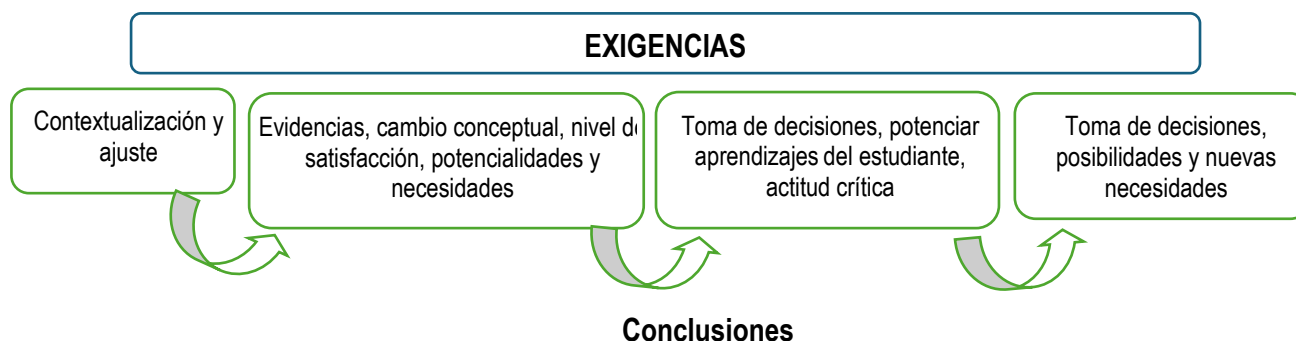 EXIGENCIAS
Contextualización y
ajuste
Evidencias, cambio conceptual, nivel de
satisfacción, potencialidades y
necesidades
Toma de decisiones, potenciar
aprendizajes del estudiante,
actitud crítica
Toma de decisiones,
posibilidades y nuevas
necesidades
Conclusiones